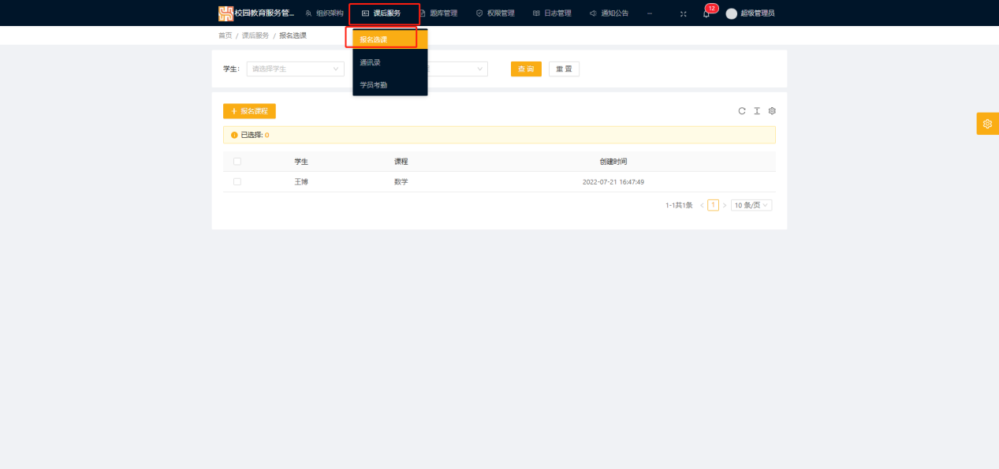 校园教育服务管... 组织架构 课后服务 题库管理 权限管理 日志管理 通知公告 ... 12 超级管理员
首页 / 课后服务 / 报名选课
报名选课
通讯录
学员考勤
学生: 请选择学生 查 询 重 置
+ 报名课程
已选择: 0
学生 课程 创建时间
王博 数学 2022-07-21 16:47:49
1-1共1条 < 1 > 10 条/页